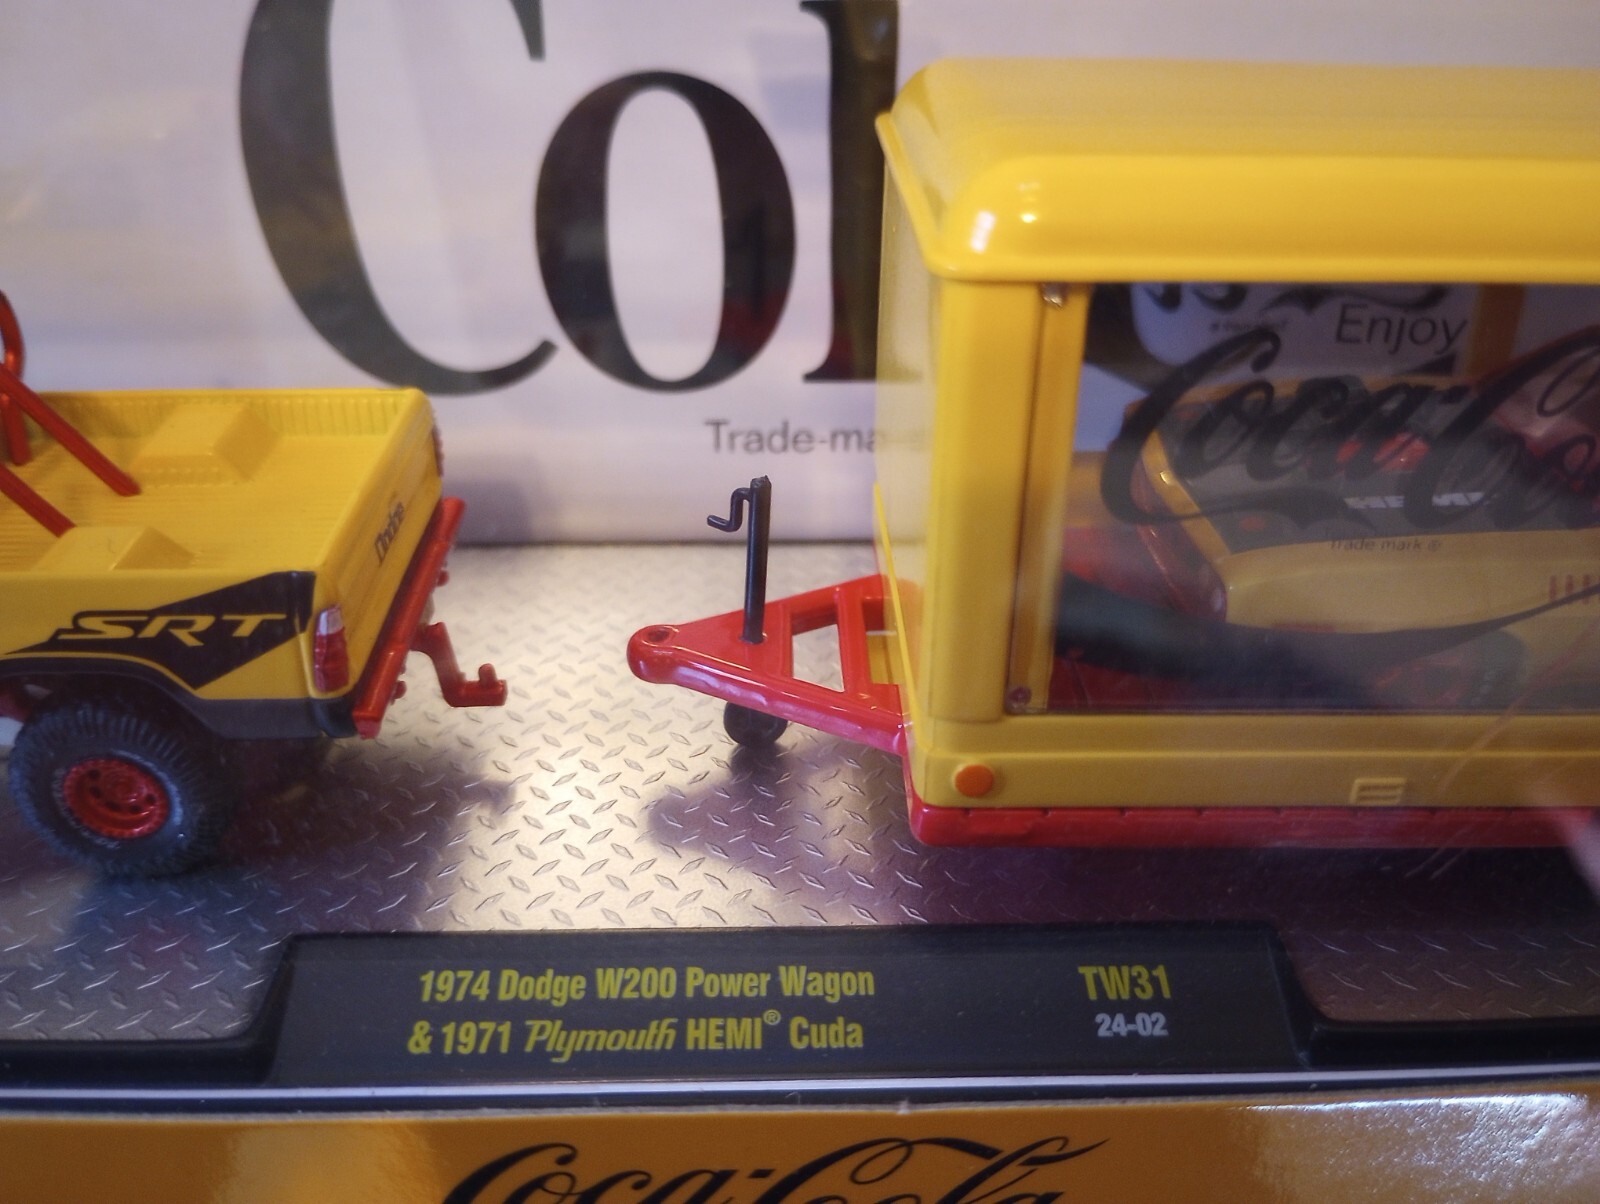 Col
Trade-ma
Enjoy
Coca-Co
Trade mark ®
Dodge
SRT
1974 Dodge W200 Power Wagon
& 1971 Plymouth HEMI® Cuda
TW31
24-02
Coca-Cola